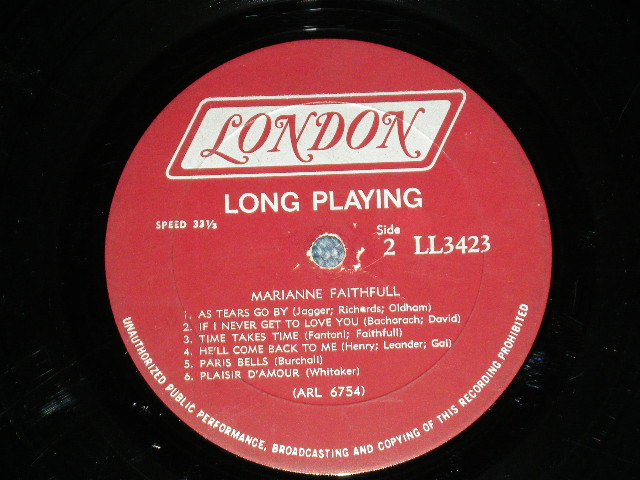 LONDON
LONG PLAYING
SPEED 33⅓
Side
2 LL3423
MARIANNE FAITHFULL
1. AS TEARS GO BY (Jagger; Richards; Oldham)
2. IF I NEVER GET TO LOVE YOU (Bacharach; David)
3. TIME TAKES TIME (Fantoni; Faithfull)
4. HE'LL COME BACK TO ME (Henry; Leander; Gal)
5. PARIS BELLS (Burchall)
6. PLAISIR D'AMOUR (Whitaker)
(ARL 6754)
UNAUTHORIZED PUBLIC PERFORMANCE, BROADCASTING AND COPYING OF THIS RECORDING PROHIBITED